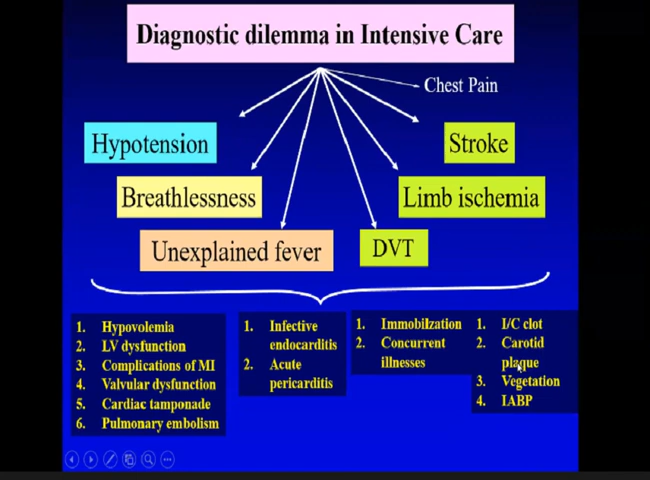 Diagnostic dilemma in Intensive Care
Chest Pain
Hypotension
Stroke
Breathlessness
Limb ischemia
Unexplained fever
DVT
1. Hypovolemia
2. LV dysfunction
3. Complications of MI
4. Valvular dysfunction
5. Cardiac tamponade
6. Pulmonary embolism
1. Infective
endocarditis
2. Acute
pericarditis
1. Immobilzation
2. Concurrent
illnesses
1. I/C clot
2. Carotid
plaque
3. Vegetation
4. IABP